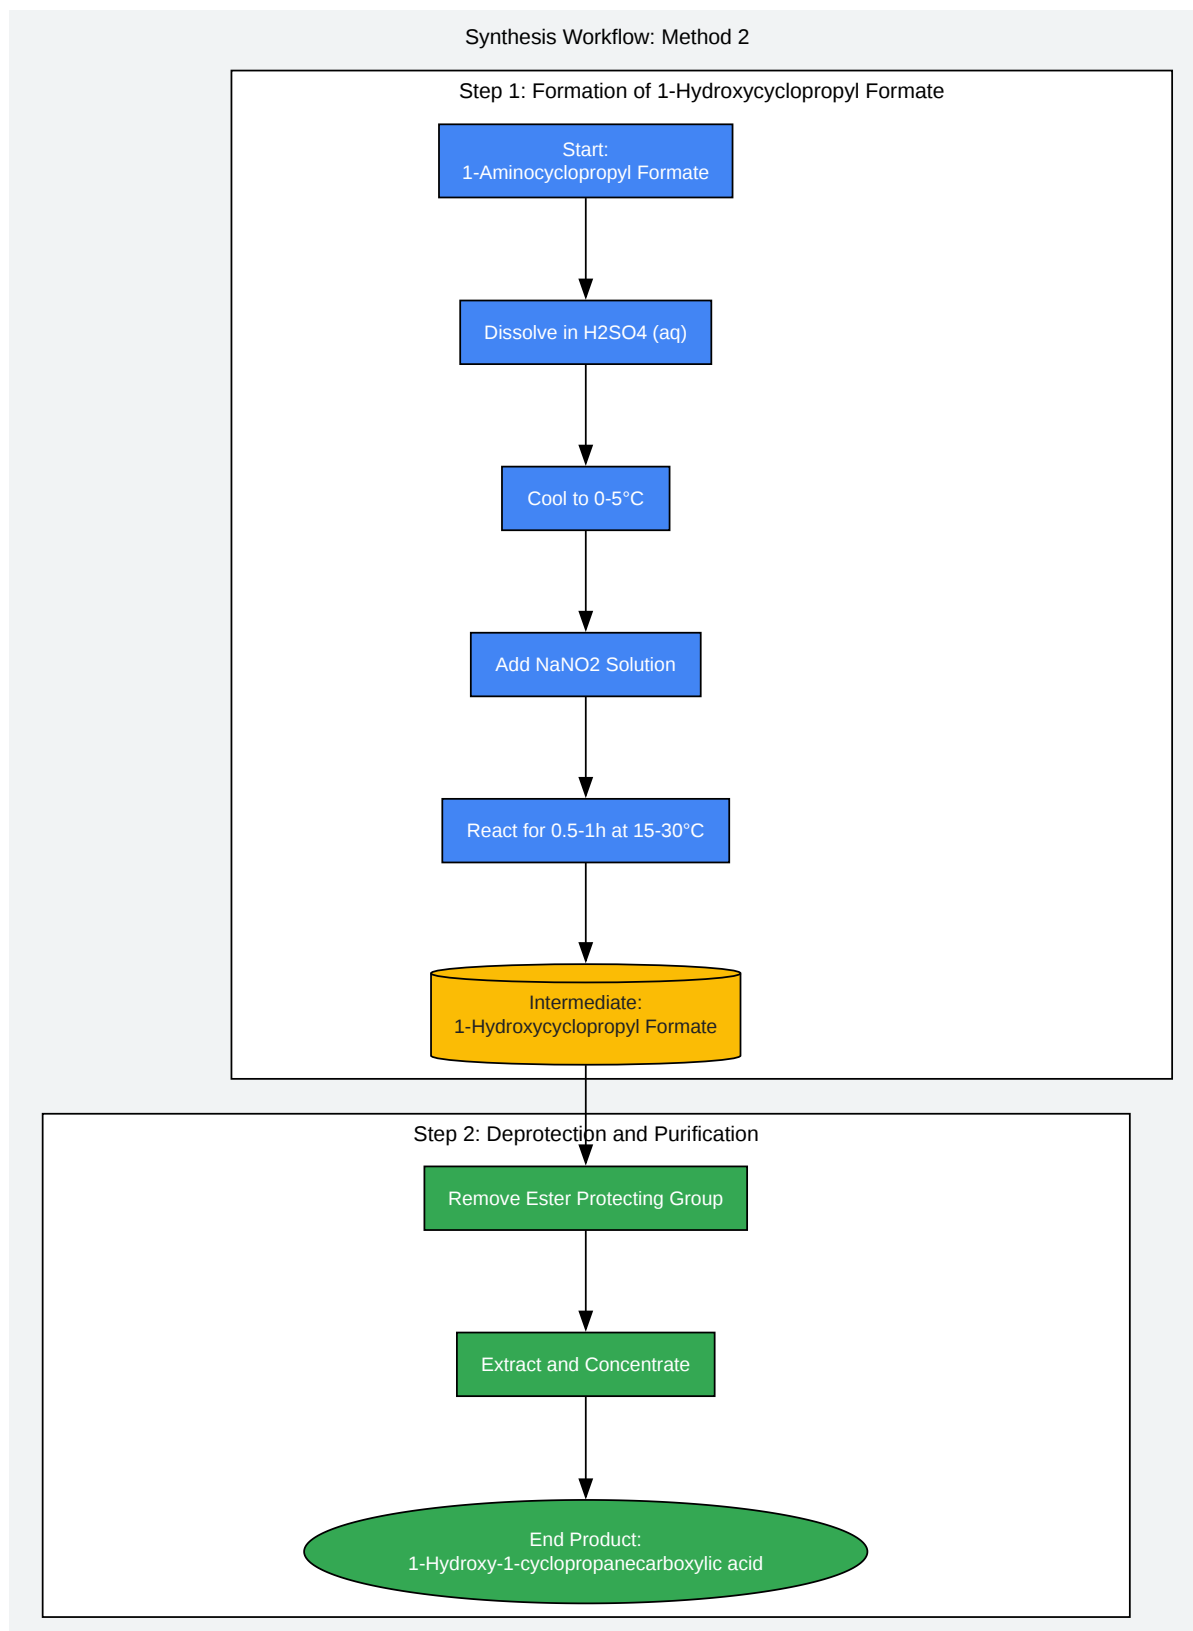 Synthesis Workflow: Method 2
Step 1: Formation of 1-Hydroxycyclopropyl Formate
Start:
1-Aminocyclopropyl Formate
Dissolve in H2SO4 (aq)
Cool to 0-5°C
Add NaNO2 Solution
React for 0.5-1h at 15-30°C
Intermediate:
1-Hydroxycyclopropyl Formate
Step 2: Deprotection and Purification
Remove Ester Protecting Group
Extract and Concentrate
End Product:
1-Hydroxy-1-cyclopropanecarboxylic acid